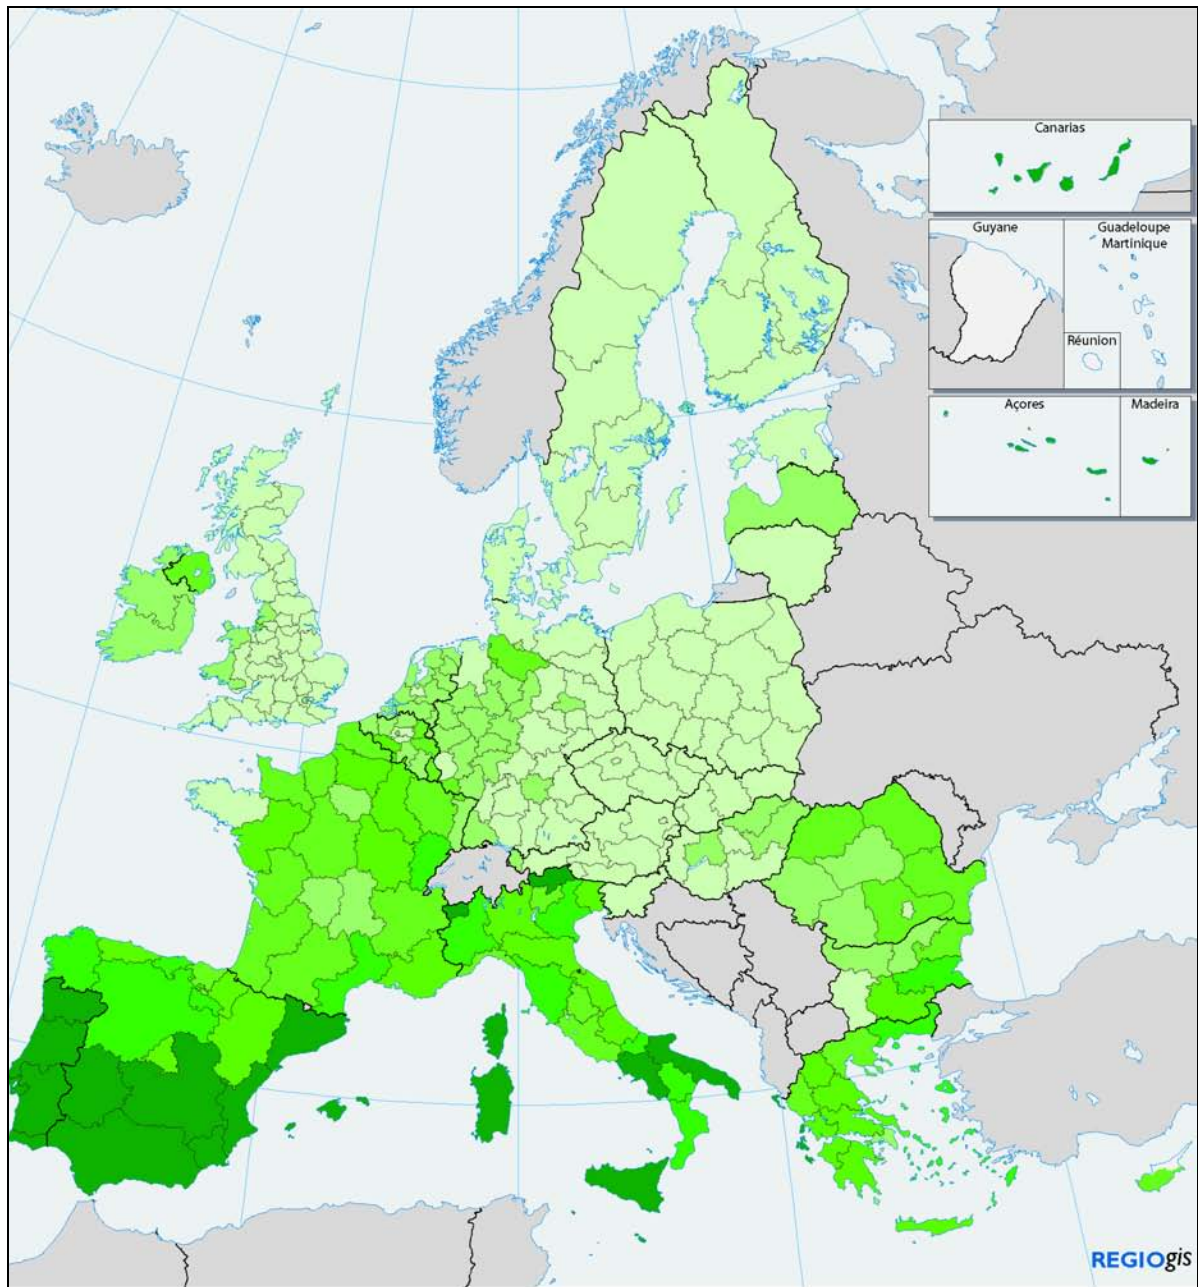 Canarias
Guyane
Guadeloupe
Martinique
Réunion
Açores
Madeira
REGIOgis